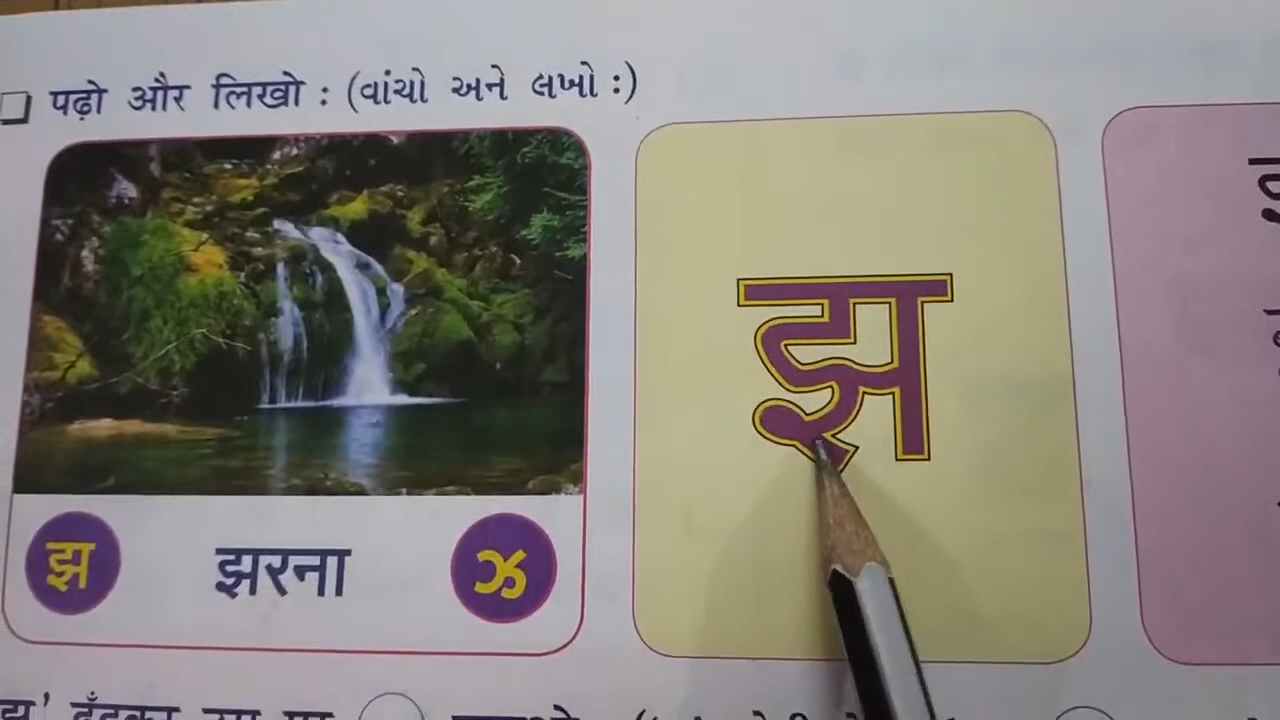 पढ़ो और लिखो : (વાંચો અને લખો :)
झ
झ झरना ઝ